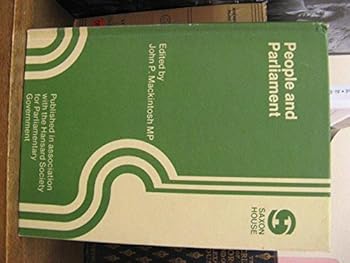 People and
Parliament
Edited by
John P. Mackintosh MP
Published in association
with the Hansard Society
for Parliamentary
Government
SAXON
HOUSE